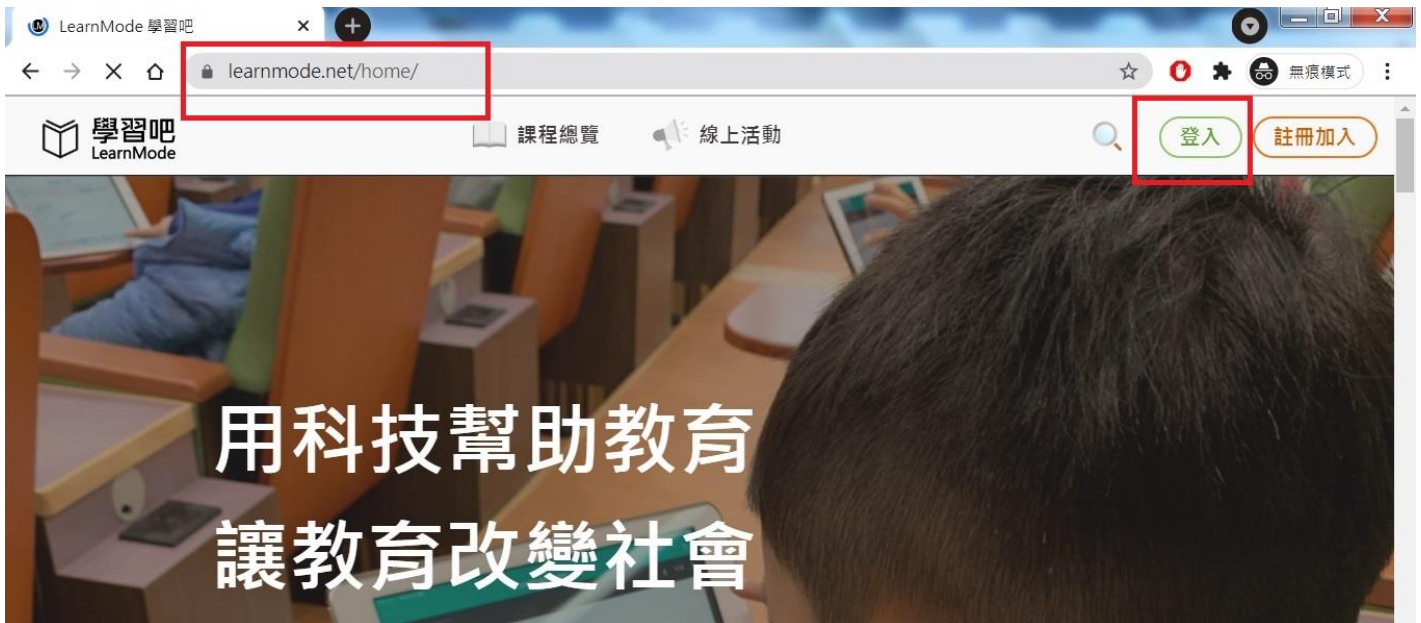 LearnMode 學習吧
learnmode.net/home/
無痕模式
學習吧
LearnMode
課程總覽
線上活動
登入
註冊加入
用科技幫助教育
讓教育改變社會